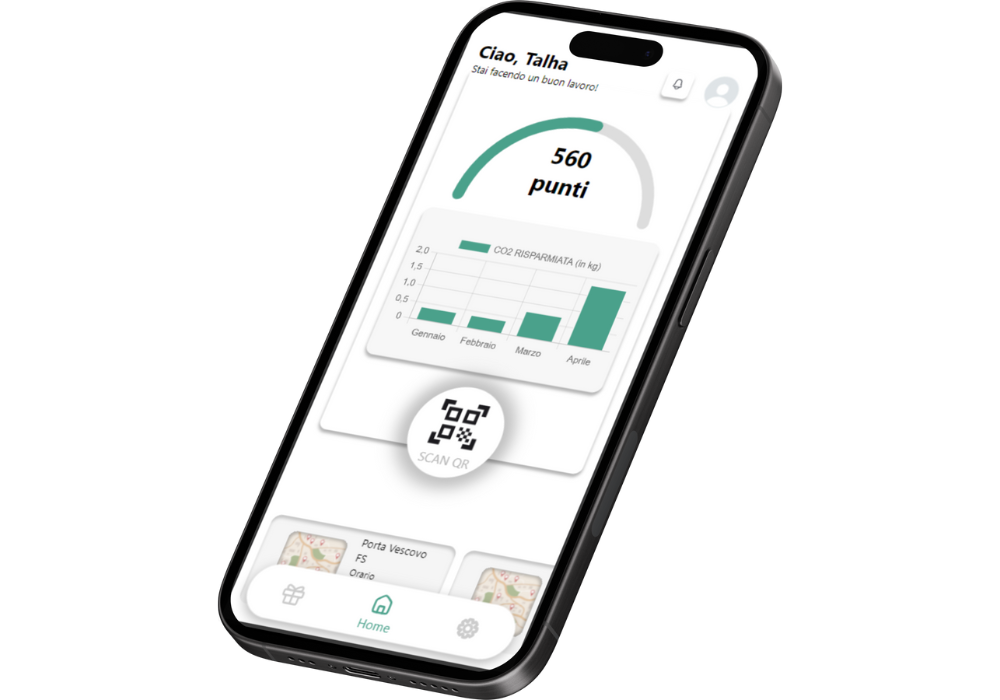 Ciao, Talha
Stai facendo un buon lavoro!
560
punti
CO2 RISPARMIATA (in kg)
2,0
1,5
1,0
0,5
0
Gennaio Febbraio Marzo Aprile
SCAN QR
Porta Vescovo
FS
Orario
Home